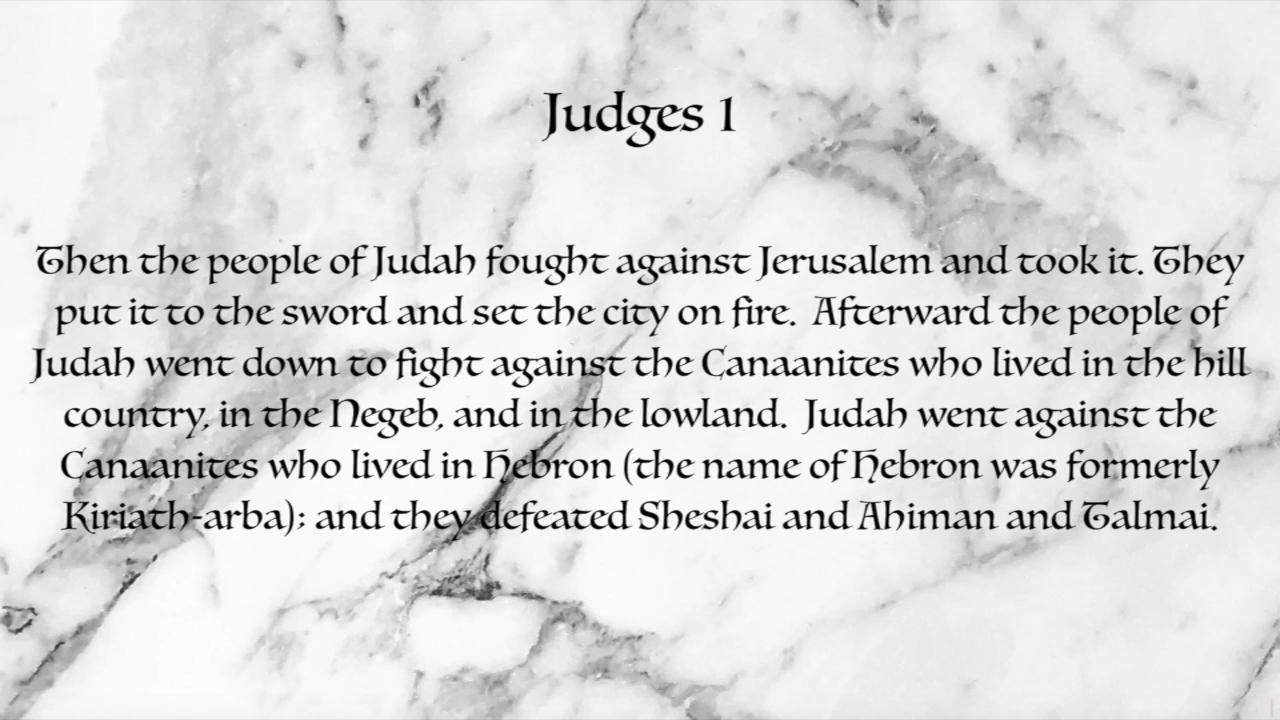 Judges 1
Then the people of Judah fought against Jerusalem and took it. They
put it to the sword and set the city on fire. Afterward the people of
Judah went down to fight against the Canaanites who lived in the hill
country, in the Negeb, and in the lowland. Judah went against the
Canaanites who lived in Hebron (the name of Hebron was formerly
Kiriath-arba); and they defeated Sheshai and Ahiman and Talmai.